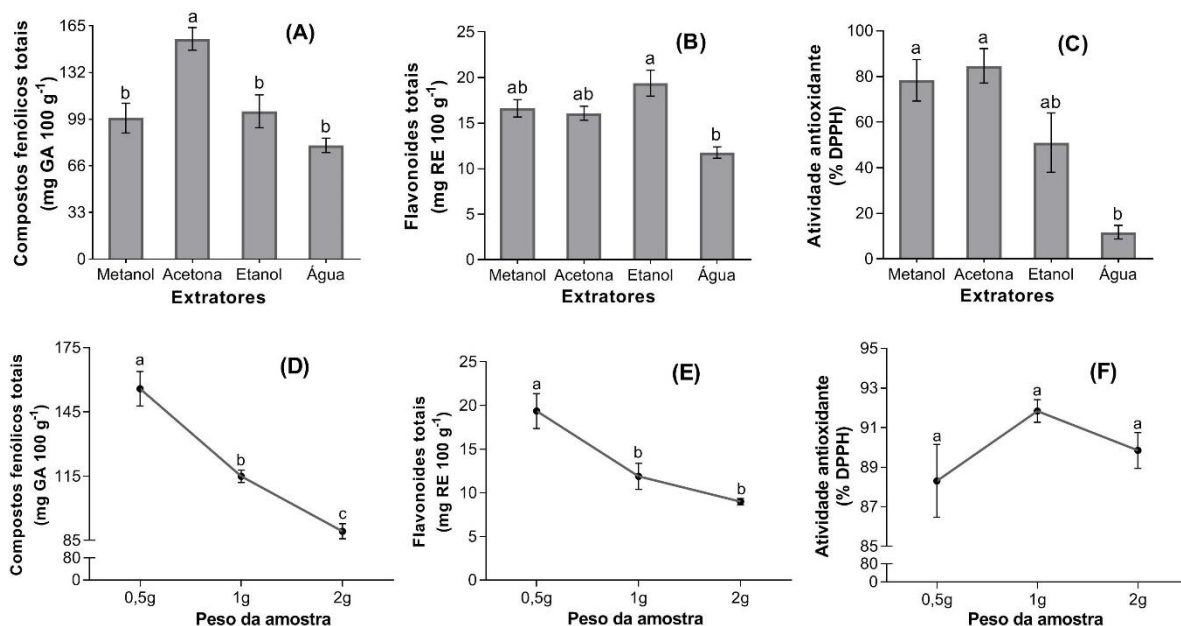 (A)
Compostos fenólicos totais
(mg GA 100 g-1)
165
132
99
66
33
0
b
a
b
b
Metanol Acetona Etanol Água
Extratores
(B)
Flavonoides totais
(mg RE 100 g-1)
25
20
15
10
5
0
ab
ab
a
b
Metanol Acetona Etanol Água
Extratores
(C)
Atividade antioxidante
(% DPPH)
100
80
60
40
20
0
a
a
ab
b
Metanol Acetona Etanol Água
Extratores
(D)
Compostos fenólicos totais
(mg GA 100 g-1)
175
145
115
85
80
0
a
b
c
0,5g 1g 2g
Peso da amostra
(E)
Flavonoides totais
(mg RE 100 g-1)
25
20
15
10
5
0
a
b
b
0,5g 1g 2g
Peso da amostra
(F)
Atividade antioxidante
(% DPPH)
95
93
91
89
87
85
80
0
a
a
a
0,5g 1g 2g
Peso da amostra